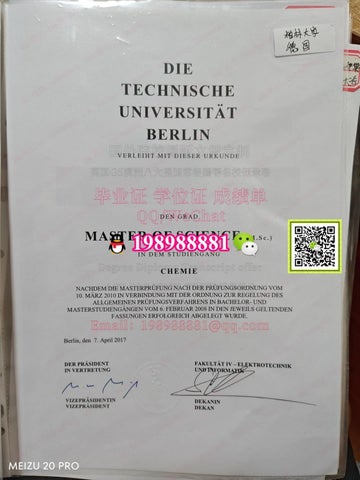 柏林大学
德国
DIE
TECHNISCHE
UNIVERSITÄT
BERLIN
VERLEIHT MIT DIESER URKUNDE
毕业证 学位证 成绩单
DEN GRAD
MASTER OF SCIENCE (M.Sc.)
198988881
IN DEM STUDIENGANG
CHEMIE
NACHDEM DIE MASTERPRÜFUNG NACH DER PRÜFUNGSORDNUNG VOM
10. MÄRZ 2010 IN VERBINDUNG MIT DER ORDNUNG ZUR REGELUNG DES
ALLGEMEINEN PRÜFUNGSVERFAHRENS IN BACHELOR- UND
MASTERSTUDIENGÄNGEN VOM 6. FEBRUAR 2008 IN DEN JEWEILS GELTENDEN
FASSUNGEN ERFOLGREICH ABGELEGT WURDE.
Email: 198988881@qq.com
Berlin, den 7. April 2017
DER PRÄSIDENT
IN VERTRETUNG
FAKULTÄT IV - ELEKTROTECHNIK
UND INFORMATIK
VIZEPRÄSIDENTIN
VIZEPRÄSIDENT
DEKANIN
DEKAN
MEIZU 20 PRO